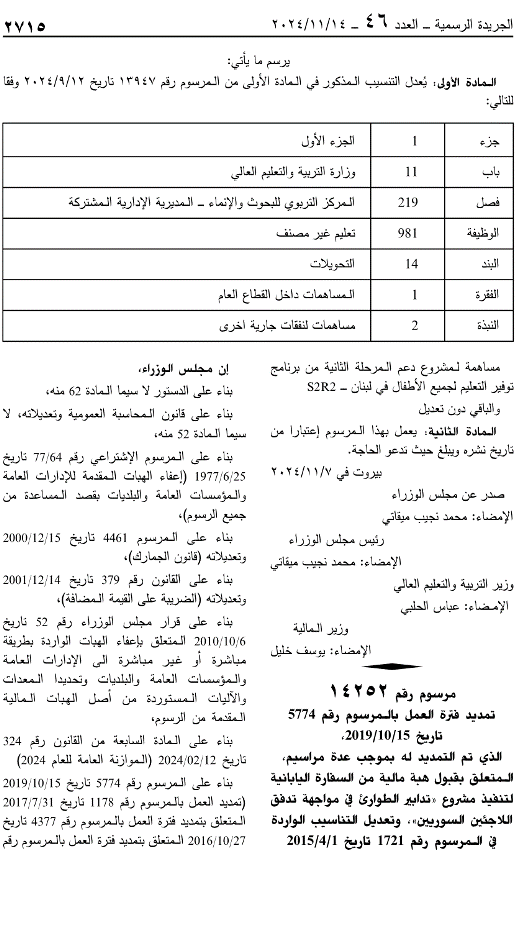 الجريدة الرسمية ــ العدد ٤٦ ــ ٢٠٢٤/١١/١٤
٢٧١٥
يرسم ما يأتي:
المادة الأولى: يُعدل التنسيب المذكور في المادة الأولى من المرسوم رقم ١٣٩٤٧ تاريخ ٢٠٢٤/٩/١٢ وفقا
للتالي:
جزء 1 الجزء الأول
باب 11 وزارة التربية والتعليم العالي
فصل 219 المركز التربوي للبحوث والإنماء ــ المديرية الإدارية المشتركة
الوظيفة 981 تعليم غير مصنف
البند 14 التحويلات
الفقرة 1 المساهمات داخل القطاع العام
النبذة 2 مساهمات لنفقات جارية اخرى
مساهمة لمشروع دعم المرحلة الثانية من برنامج
توفير التعليم لجميع الأطفال في لبنان ــ S2R2
والباقي دون تعديل
المادة الثانية: يعمل بهذا المرسوم إعتبارا من
تاريخ نشره ويبلغ حيث تدعو الحاجة.
بيروت في ٢٠٢٤/١١/٧
صدر عن مجلس الوزراء
الإمضاء: محمد نجيب ميقاتي
رئيس مجلس الوزراء
الإمضاء: محمد نجيب ميقاتي
وزير التربية والتعليم العالي
الإمضاء: عباس الحلبي
وزير المالية
الإمضاء: يوسف خليل
مرسوم رقم ١٤٢٥٢
تمديد فترة العمل بالمرسوم رقم 5774
تاريخ 2019/10/15،
الذي تم التمديد له بموجب عدة مراسيم،
المتعلق بقبول هبة مالية من السفارة اليابانية
لتنفيذ مشروع «تدابير الطوارئ في مواجهة تدفق
اللاجئين السوريين»، وتعديل التناسيب الواردة
في المرسوم رقم 1721 تاريخ 2015/4/1
إن مجلس الوزراء،
بناء على الدستور لا سيما المادة 62 منه،
بناء على قانون المحاسبة العمومية وتعديلاته، لا
سيما المادة 52 منه،
بناء على المرسوم الإشتراعي رقم 77/64 تاريخ
1977/6/25 (إعفاء الهبات المقدمة للإدارات العامة
والمؤسسات العامة والبلديات بقصد المساعدة من
جميع الرسوم)،
بناء على المرسوم 4461 تاريخ 2000/12/15
وتعديلاته (قانون الجمارك)،
بناء على القانون رقم 379 تاريخ 2001/12/14
وتعديلاته (الضريبة على القيمة المضافة)،
بناء على قرار مجلس الوزراء رقم 52 تاريخ
2010/10/6 المتعلق بإعفاء الهبات الواردة بطريقة
مباشرة أو غير مباشرة الى الإدارات العامة
والمؤسسات العامة والبلديات وتحديدا المعدات
والآليات المستوردة من أصل الهبات المالية
المقدمة من الرسوم،
بناء على المادة السابعة من القانون رقم 324
تاريخ 2024/02/12 (الموازنة العامة للعام 2024)
بناء على المرسوم رقم 5774 تاريخ 2019/10/15
(تمديد العمل بالمرسوم رقم 1178 تاريخ 2017/7/31
المتعلق بتمديد فترة العمل بالمرسوم رقم 4377 تاريخ
2016/10/27 المتعلق بتمديد فترة العمل بالمرسوم رقم